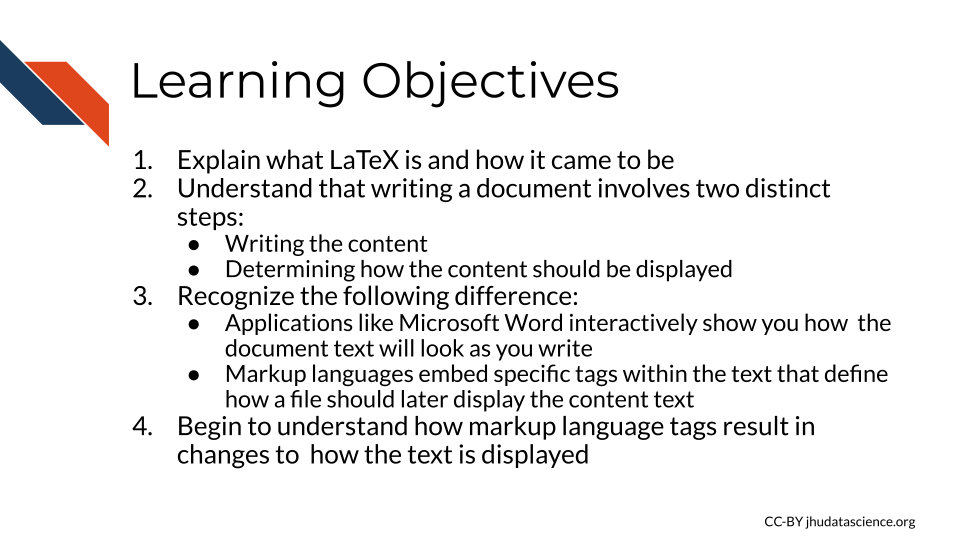 Learning Objectives
1. Explain what LaTeX is and how it came to be
2. Understand that writing a document involves two distinct
steps:
● Writing the content
● Determining how the content should be displayed
3. Recognize the following difference:
● Applications like Microsoft Word interactively show you how  the
document text will look as you write
● Markup languages embed specific tags within the text that define
how a file should later display the content text
4. Begin to understand how markup language tags result in
changes to  how the text is displayed
CC-BY jhudatascience.org